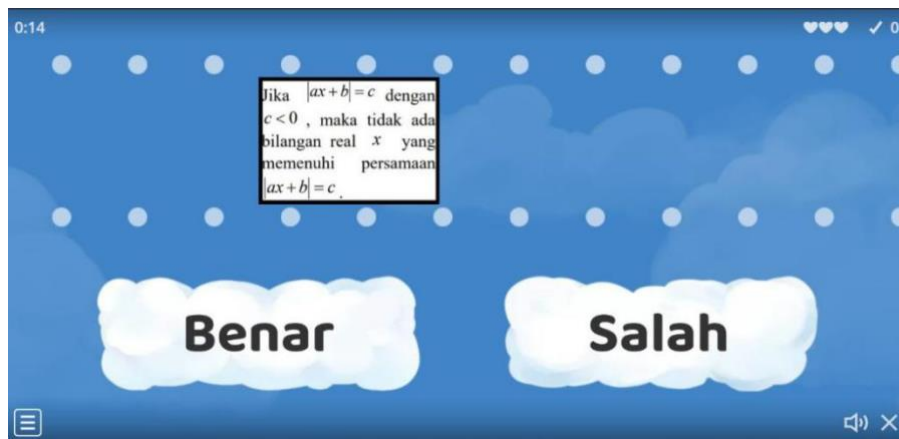 0:14
✓ 0
Jika |ax+b|=c dengan
c<0 , maka tidak ada
bilangan real x yang
memenuhi persamaan
|ax+b|=c .
Benar
Salah